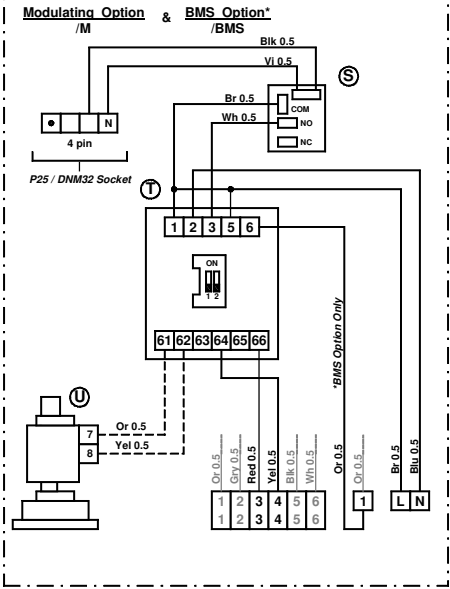 Modulating Option & BMS Option*
/M /BMS
Blk 0.5
Vi 0.5
S
Br 0.5
COM
Wh 0.5
NO
N
NC
4 pin
P25 / DNM32 Socket
T
1 2 3 5 6
ON
1 2
*BMS Option Only
61 62 63 64 65 66
U
Or 0.5
7
Yel 0.5
8
Or 0.5
Gry 0.5
Red 0.5
Yel 0.5
Blk 0.5
Wh 0.5
Or 0.5
Or 0.5
Br 0.5
Blu 0.5
1 2 3 4 5 6
1 2 3 4 5 6
1
L N